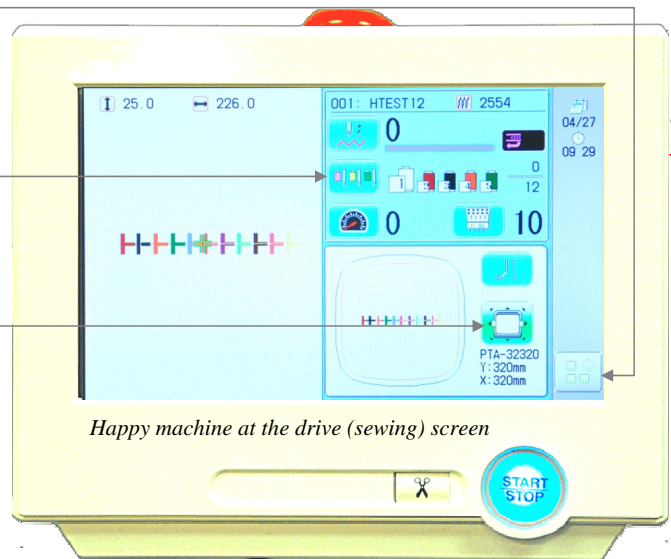 25.0 226.0
001: HTEST12 2554
04/27
09 29
0
0
12
1
0 10
PTA-32320
Y:320mm
X:320mm
Happy machine at the drive (sewing) screen
START
STOP